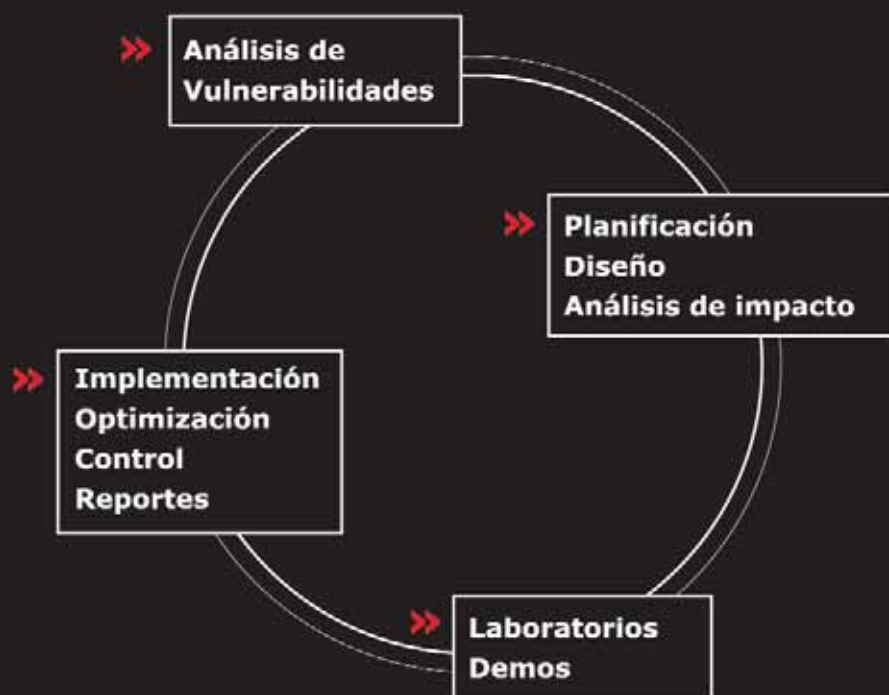 Análisis de
Vulnerabilidades
Planificación
Diseño
Análisis de impacto
Laboratorios
Demos
Implementación
Optimización
Control
Reportes